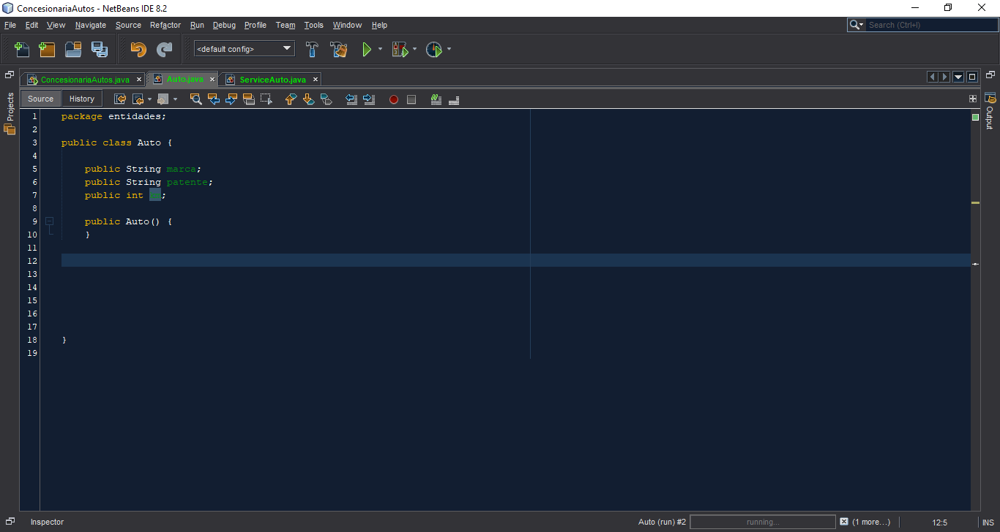 ConcesionariaAutos - NetBeans IDE 8.2
File Edit View Navigate Source Refactor Run Debug Profile Team Tools Window Help
Search (Ctrl+I)
<default config>
ConcesionariaAutos.java Auto.java ServiceAuto.java
Projects
Output
Source History
1 package entidades;
2
3 public class Auto {
4
5 public String marca;
6 public String patente;
7 public int ;
8
9 public Auto() {
10 }
11
12
13
14
15
16
17
18 }
19
Inspector Auto (run) #2 running... (1 more...) 12:5 INS